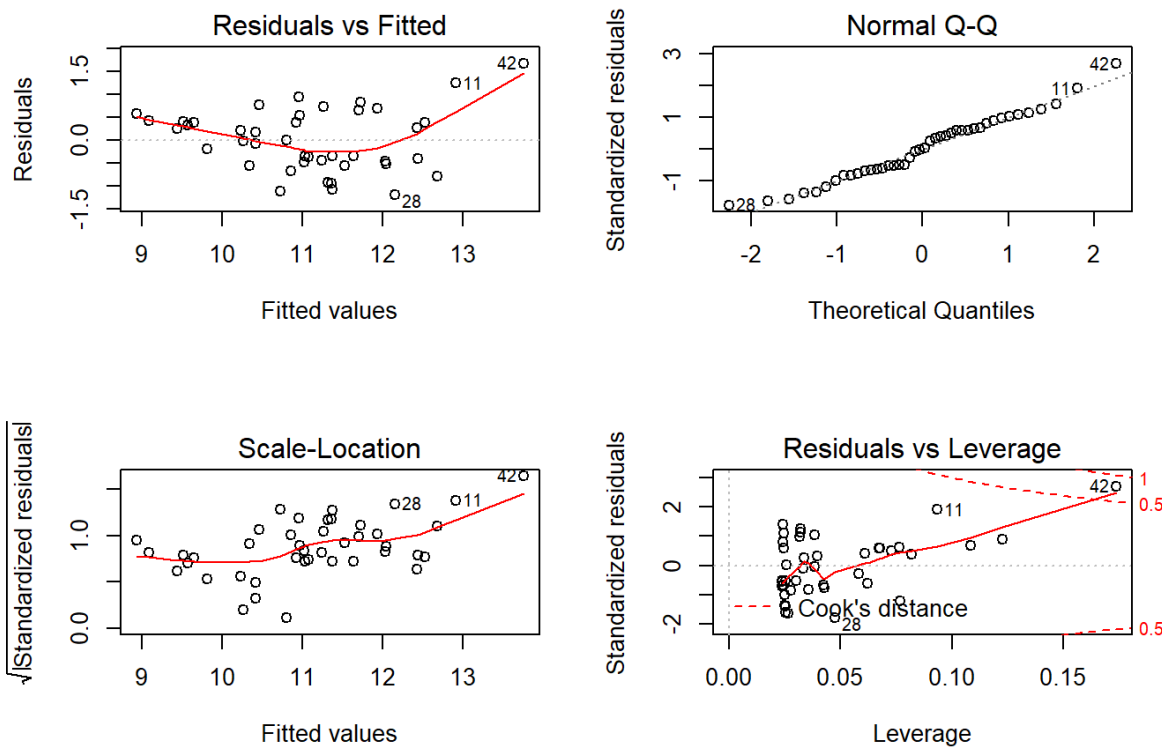 Residuals vs Fitted
Residuals
-1.5 0.0 1.5
42
11
28
9 10 11 12 13
Fitted values
Normal Q-Q
Standardized residuals
-1 1 3
42
11
28
-2 -1 0 1 2
Theoretical Quantiles
Scale-Location
√|Standardized residuals|
0.0 1.0
42
28
11
9 10 11 12 13
Fitted values
Residuals vs Leverage
Standardized residuals
-2 0 2
42
11
28
1
0.5
0.5
Cook's distance
0.00 0.05 0.10 0.15
Leverage